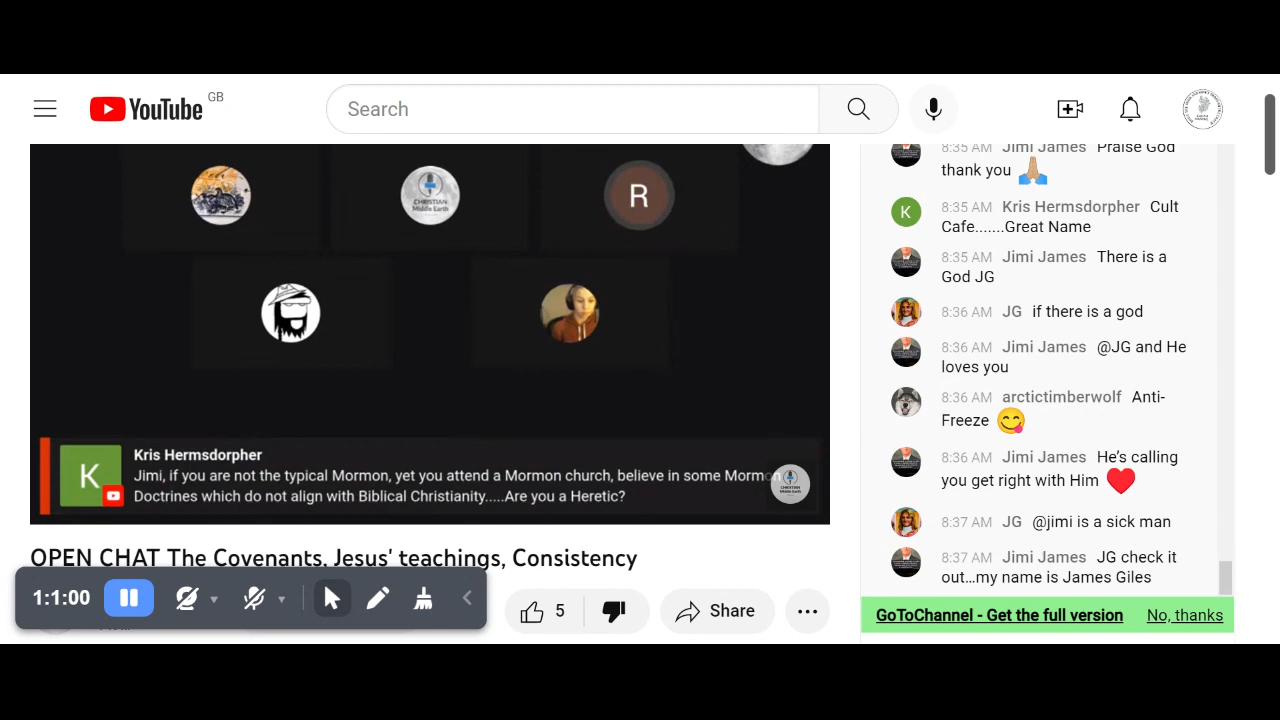 YouTube GB
Search
CHRISTIAN
Middle Earth
R
K
Kris Hermsdorpher
Jimi, if you are not the typical Mormon, yet you attend a Mormon church, believe in some Mormon
Doctrines which do not align with Biblical Christianity.....Are you a Heretic?
OPEN CHAT The Covenants, Jesus' teachings, Consistency
1:1:00
5
Share
8:35 AM Jimi James Praise God
thank you 🙏🏽
K
8:35 AM Kris Hermsdorpher Cult
Cafe.......Great Name
8:35 AM Jimi James There is a
God JG
8:36 AM JG if there is a god
8:36 AM Jimi James @JG and He
loves you
8:36 AM arctictimberwolf Anti-
Freeze 😋
8:36 AM Jimi James He's calling
you get right with Him ♥️
8:37 AM JG @jimi is a sick man
8:37 AM Jimi James JG check it
out...my name is James Giles
GoToChannel - Get the full version No, thanks